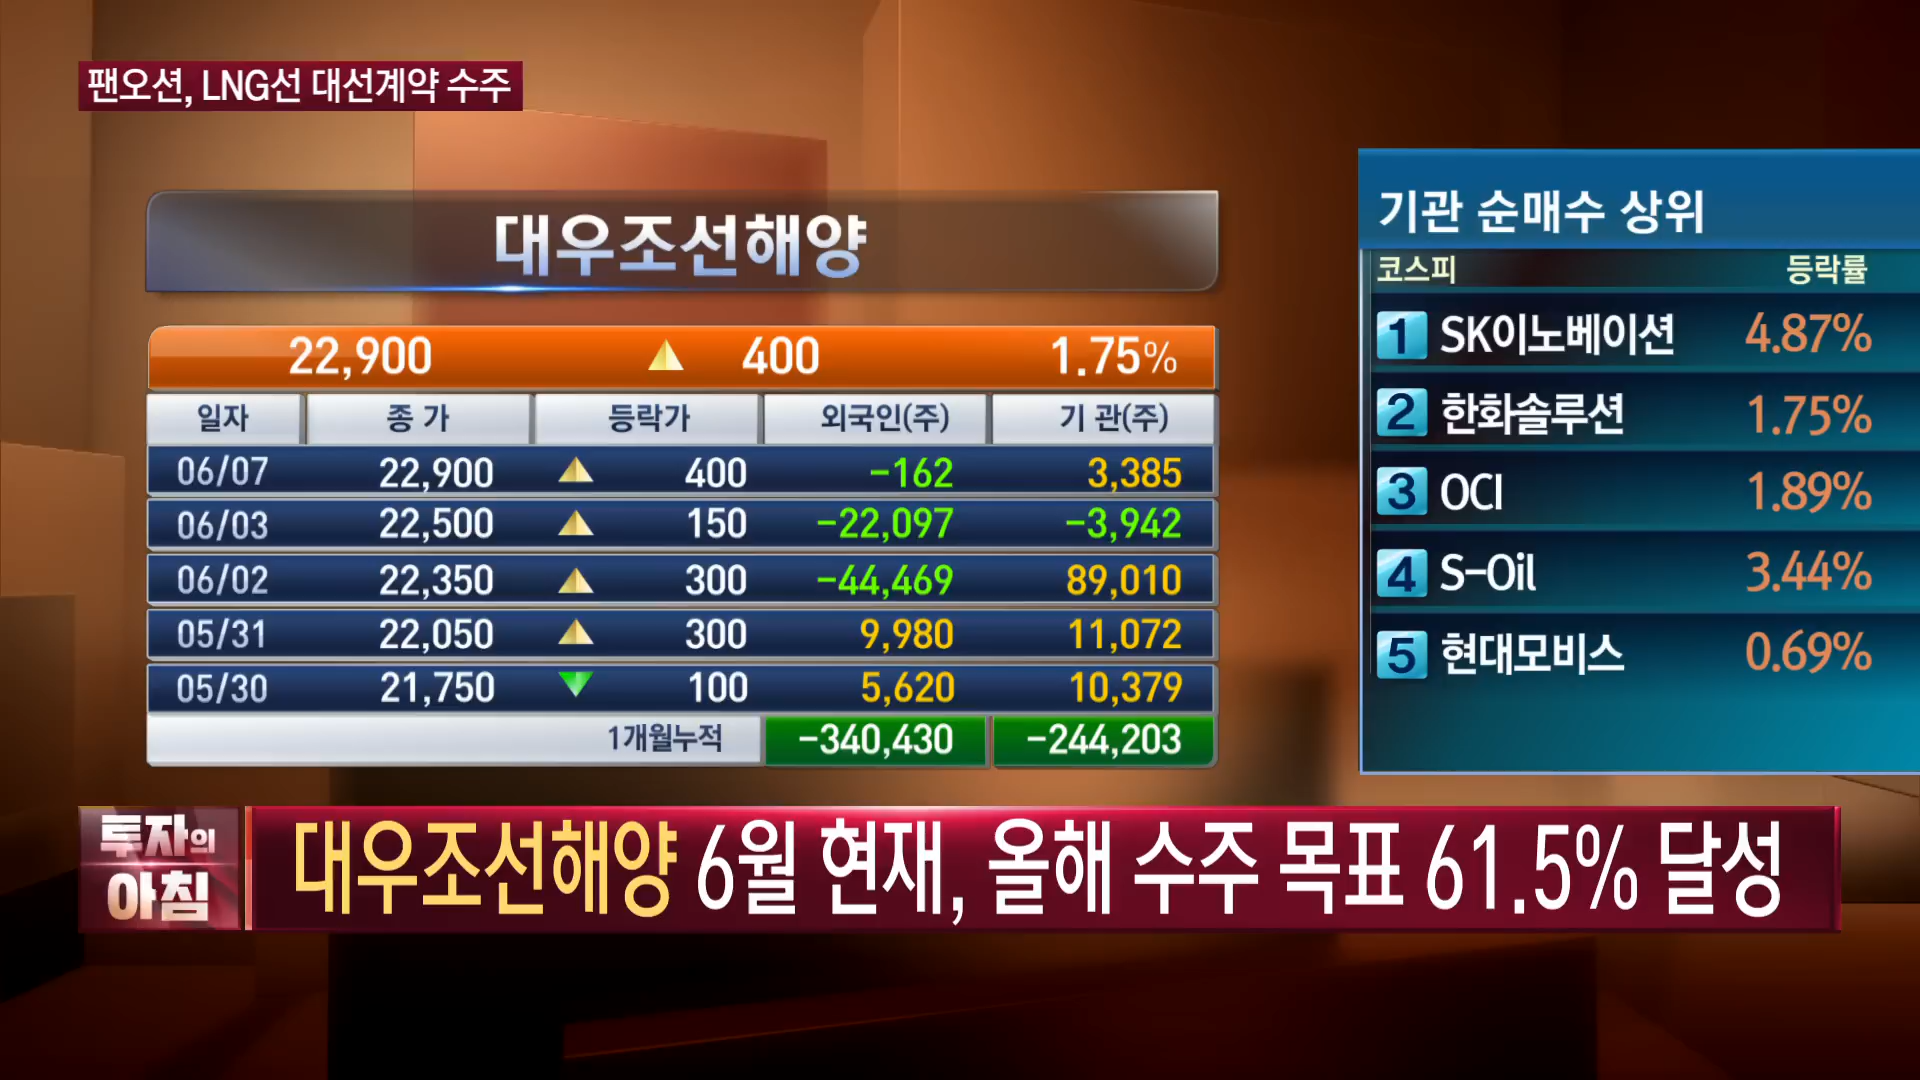 팬오션, LNG선 대선계약 수주
대우조선해양
22,900 ▲ 400 1.75%
일자 종 가 등락가 외국인(주) 기 관(주)
06/07 22,900 ▲ 400 -162 3,385
06/03 22,500 ▲ 150 -22,097 -3,942
06/02 22,350 ▲ 300 -44,469 89,010
05/31 22,050 ▲ 300 9,980 11,072
05/30 21,750 ▼ 100 5,620 10,379
1개월누적 -340,430 -244,203
기관 순매수 상위
코스피 등락률
1 SK이노베이션 4.87%
2 한화솔루션 1.75%
3 OCI 1.89%
4 S-Oil 3.44%
5 현대모비스 0.69%
투자의
아침
대우조선해양 6월 현재, 올해 수주 목표 61.5% 달성